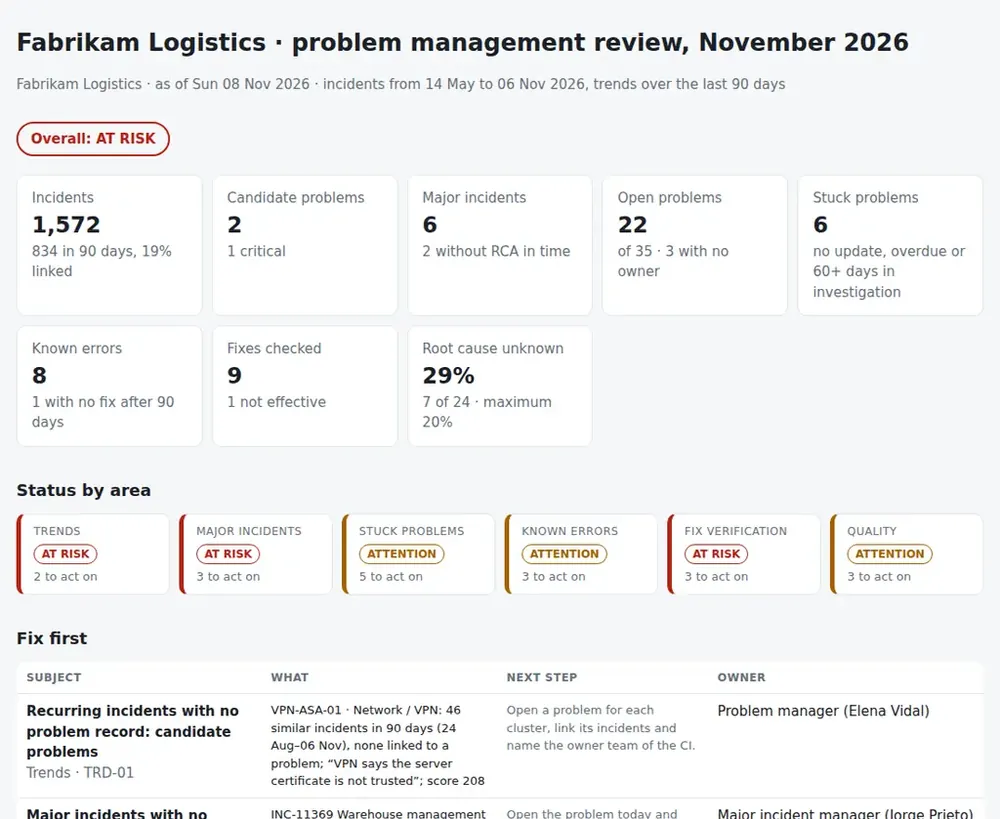 Fabrikam Logistics · problem management review, November 2026
Fabrikam Logistics · as of Sun 08 Nov 2026 · incidents from 14 May to 06 Nov 2026, trends over the last 90 days
Overall: AT RISK
Incidents
1,572
834 in 90 days, 19%
linked
Candidate problems
2
1 critical
Major incidents
6
2 without RCA in time
Open problems
22
of 35 · 3 with no
owner
Stuck problems
6
no update, overdue or
60+ days in
investigation
Known errors
8
1 with no fix after 90
days
Fixes checked
9
1 not effective
Root cause unknown
29%
7 of 24 · maximum
20%
Status by area
TRENDS
AT RISK
2 to act on
MAJOR INCIDENTS
AT RISK
3 to act on
STUCK PROBLEMS
ATTENTION
5 to act on
KNOWN ERRORS
ATTENTION
3 to act on
FIX VERIFICATION
AT RISK
3 to act on
QUALITY
ATTENTION
3 to act on
Fix first
SUBJECT WHAT NEXT STEP OWNER
Recurring incidents with no
problem record: candidate
problems
Trends · TRD-01
VPN-ASA-01 · Network / VPN: 46
similar incidents in 90 days (24
Aug–06 Nov), none linked to a
problem; “VPN says the server
certificate is not trusted”; score 208
Open a problem for each
cluster, link its incidents and
name the owner team of the CI.
Problem manager (Elena Vidal)
Major incidents with no
INC-11369 Warehouse management
Open the problem today and
Major incident manager (Jorge Prieto)